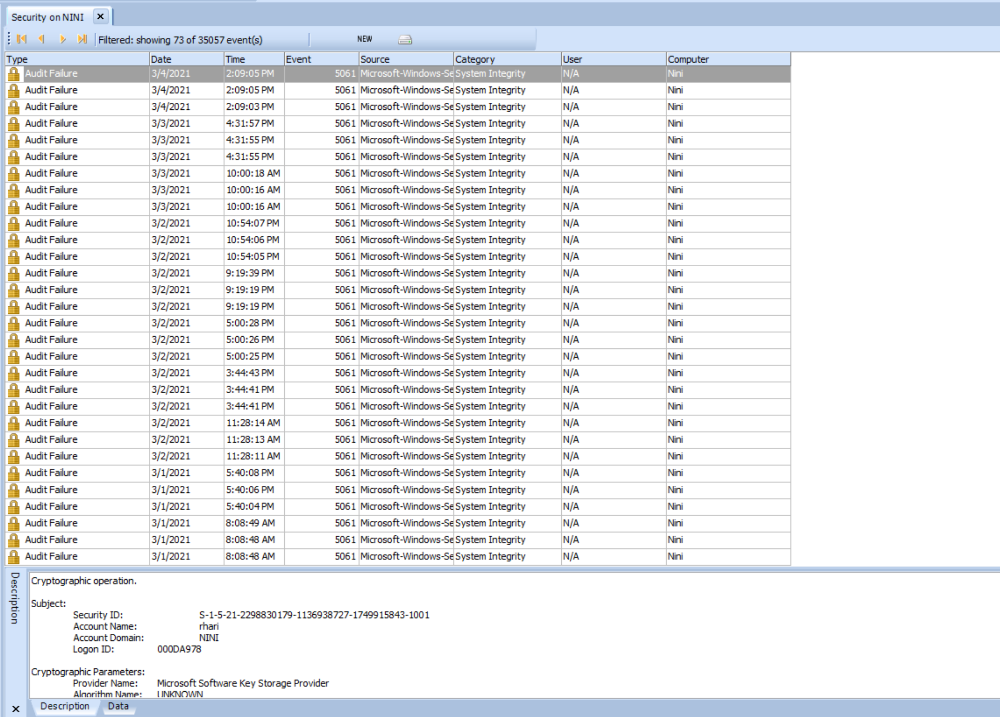 Security on NINI
Filtered: showing 73 of 35057 event(s) NEW
Type Date Time Event Source Category User Computer
Audit Failure 3/4/2021 2:09:05 PM 5061 Microsoft-Windows-Se System Integrity N/A Nini
Audit Failure 3/4/2021 2:09:05 PM 5061 Microsoft-Windows-Se System Integrity N/A Nini
Audit Failure 3/4/2021 2:09:03 PM 5061 Microsoft-Windows-Se System Integrity N/A Nini
Audit Failure 3/3/2021 4:31:57 PM 5061 Microsoft-Windows-Se System Integrity N/A Nini
Audit Failure 3/3/2021 4:31:55 PM 5061 Microsoft-Windows-Se System Integrity N/A Nini
Audit Failure 3/3/2021 4:31:55 PM 5061 Microsoft-Windows-Se System Integrity N/A Nini
Audit Failure 3/3/2021 10:00:18 AM 5061 Microsoft-Windows-Se System Integrity N/A Nini
Audit Failure 3/3/2021 10:00:16 AM 5061 Microsoft-Windows-Se System Integrity N/A Nini
Audit Failure 3/3/2021 10:00:16 AM 5061 Microsoft-Windows-Se System Integrity N/A Nini
Audit Failure 3/2/2021 10:54:07 PM 5061 Microsoft-Windows-Se System Integrity N/A Nini
Audit Failure 3/2/2021 10:54:06 PM 5061 Microsoft-Windows-Se System Integrity N/A Nini
Audit Failure 3/2/2021 10:54:05 PM 5061 Microsoft-Windows-Se System Integrity N/A Nini
Audit Failure 3/2/2021 9:19:39 PM 5061 Microsoft-Windows-Se System Integrity N/A Nini
Audit Failure 3/2/2021 9:19:19 PM 5061 Microsoft-Windows-Se System Integrity N/A Nini
Audit Failure 3/2/2021 9:19:19 PM 5061 Microsoft-Windows-Se System Integrity N/A Nini
Audit Failure 3/2/2021 5:00:28 PM 5061 Microsoft-Windows-Se System Integrity N/A Nini
Audit Failure 3/2/2021 5:00:26 PM 5061 Microsoft-Windows-Se System Integrity N/A Nini
Audit Failure 3/2/2021 5:00:25 PM 5061 Microsoft-Windows-Se System Integrity N/A Nini
Audit Failure 3/2/2021 3:44:43 PM 5061 Microsoft-Windows-Se System Integrity N/A Nini
Audit Failure 3/2/2021 3:44:41 PM 5061 Microsoft-Windows-Se System Integrity N/A Nini
Audit Failure 3/2/2021 3:44:41 PM 5061 Microsoft-Windows-Se System Integrity N/A Nini
Audit Failure 3/2/2021 11:28:14 AM 5061 Microsoft-Windows-Se System Integrity N/A Nini
Audit Failure 3/2/2021 11:28:13 AM 5061 Microsoft-Windows-Se System Integrity N/A Nini
Audit Failure 3/2/2021 11:28:11 AM 5061 Microsoft-Windows-Se System Integrity N/A Nini
Audit Failure 3/1/2021 5:40:08 PM 5061 Microsoft-Windows-Se System Integrity N/A Nini
Audit Failure 3/1/2021 5:40:06 PM 5061 Microsoft-Windows-Se System Integrity N/A Nini
Audit Failure 3/1/2021 5:40:04 PM 5061 Microsoft-Windows-Se System Integrity N/A Nini
Audit Failure 3/1/2021 8:08:49 AM 5061 Microsoft-Windows-Se System Integrity N/A Nini
Audit Failure 3/1/2021 8:08:48 AM 5061 Microsoft-Windows-Se System Integrity N/A Nini
Audit Failure 3/1/2021 8:08:48 AM 5061 Microsoft-Windows-Se System Integrity N/A Nini
Description
Cryptographic operation.
Subject:
Security ID: S-1-5-21-2298830179-1136938727-1749915843-1001
Account Name: rhari
Account Domain: NINI
Logon ID: 000DA978
Cryptographic Parameters:
Provider Name: Microsoft Software Key Storage Provider
Algorithm Name: UNKNOWN
Description Data